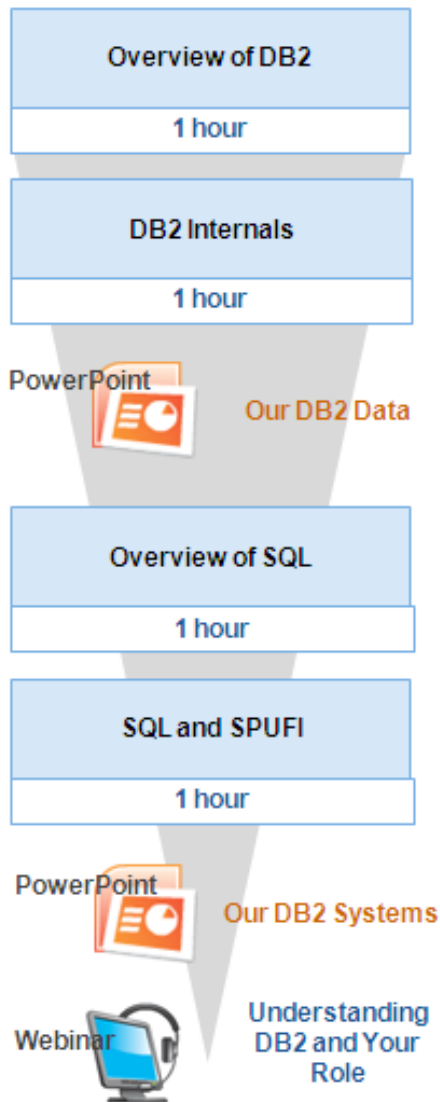 Overview of DB2
1 hour
DB2 Internals
1 hour
PowerPoint
Our DB2 Data
Overview of SQL
1 hour
SQL and SPUFI
1 hour
PowerPoint
Our DB2 Systems
Webinar
Understanding
DB2 and Your
Role